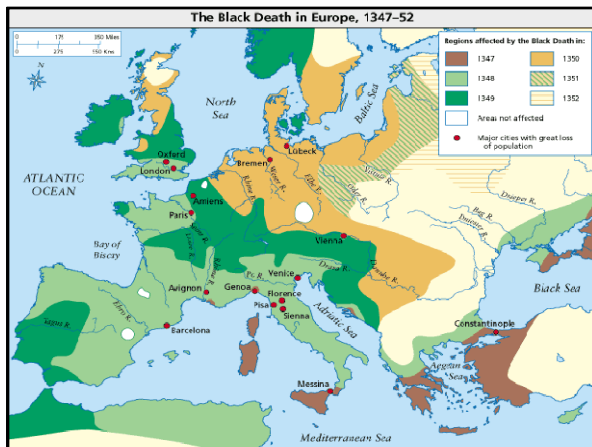 The Black Death in Europe, 1347–52
0 175 350 Miles
0 275
N
Regions affected by the Black Death in:
1347
1348
1349
1350
1351
1352
Areas not affected
Major cities with great loss
of population
North
Sea
Baltic Sea
ATLANTIC
OCEAN
Oxford
London
Lübeck
Bremen
Weser R.
Elbe R.
Rhine R.
Oder R.
Amiens
Paris
Seine R.
Loire R.
Bay of
Biscay
Vienna
Danube R.
Drava R.
Dnieper R.
Bug R.
Dniester R.
Rhône R.
Po R.
Venice
Avignon
Genoa
Florence
Pisa
Sienna
Adriatic Sea
Ebro R.
Tagus R.
Barcelona
Black Sea
Constantinople
Aegean
Sea
Messina
Mediterranean Sea